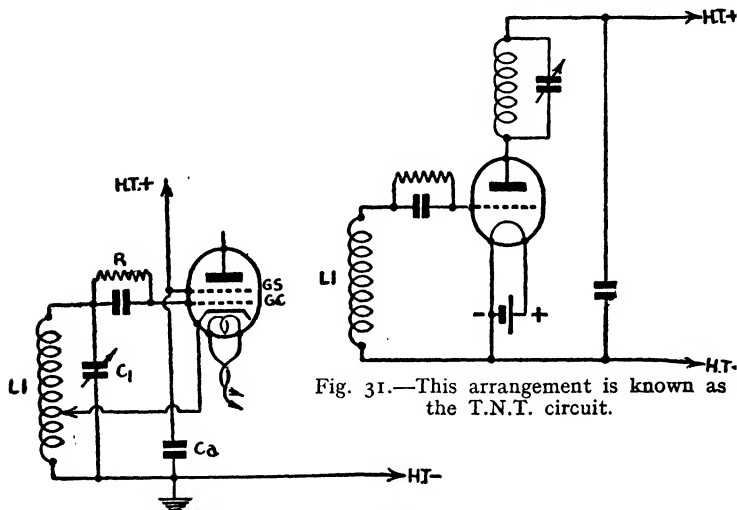 H.T.+
H.T.+
R
GS
GC
L1
C1
L1
- +
Ca
H.T-
H.T-
Fig. 31.—This arrangement is known as
the T.N.T. circuit.